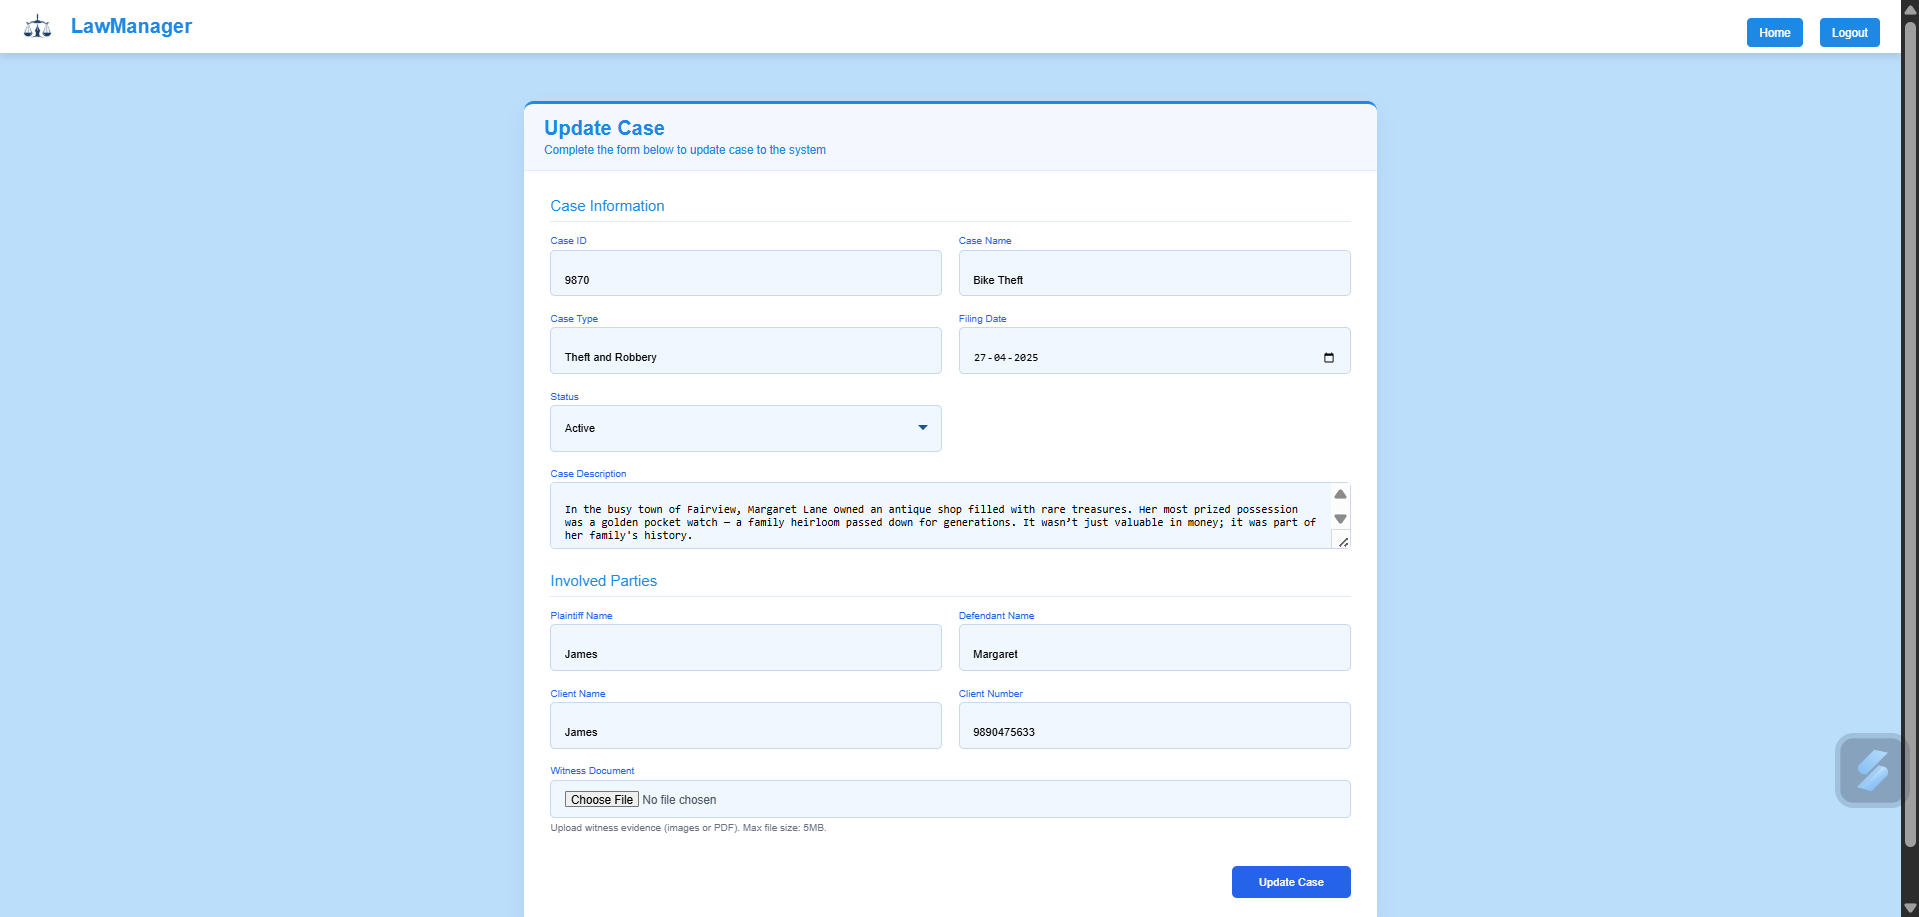 LawManager
Home
Logout
Update Case
Complete the form below to update case to the system
Case Information
Case ID
Case Name
9870
Bike Theft
Case Type
Filing Date
Theft and Robbery
27-04-2025
Status
Active
Case Description
In the busy town of Fairview, Margaret Lane owned an antique shop filled with rare treasures. Her most prized possession
was a golden pocket watch — a family heirloom passed down for generations. It wasn’t just valuable in money; it was part of
her family's history.
Involved Parties
Plaintiff Name
Defendant Name
James
Margaret
Client Name
Client Number
James
9890475633
Witness Document
Choose File No file chosen
Upload witness evidence (images or PDF). Max file size: 5MB.
Update Case